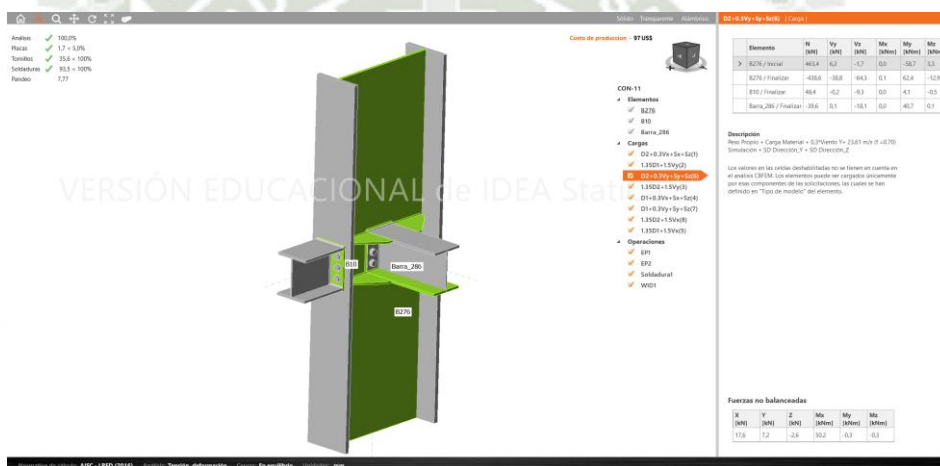 Sólido Transparente Alámbrico
D2+0.3Vy+Sy+Sz(6) [Carga]
Análisis 100,0%
Placas 1,7 < 5,0%
Tornillos 35,6 < 100%
Soldaduras 93,5 < 100%
Pandeo 7,77
Costo de produccion - 97 US$
CON-11
Elementos
B276
B10
Barra_286
Cargas
D2+0.3Vx+Sx+Sz(1)
1.35D1+1.5Vy(2)
D2+0.3Vy+Sy+Sz(6)
1.35D2+1.5Vy(3)
D1+0.3Vx+Sx+Sz(4)
D1+0.3Vy+Sy+Sz(7)
1.35D2+1.5Vx(8)
1.35D1+1.5Vx(5)
Operaciones
EP1
EP2
Soldadura1
WID1
VERSIÓN EDUCACIONAL de IDEA Stati
B10
Barra_286
B276
Elemento N [kN] Vy [kN] Vz [kN] Mx [kNm] My [kNm] Mz [kNm
> B276 / Inicial 463,4 6,2 -1,7 0,0 -58,7 3,3
B276 / Finalizar -438,6 -38,8 -64,3 0,1 62,4 -12,9
B10 / Finalizar 48,4 -0,2 -9,3 0,0 4,1 -0,5
Barra_286 / Finalizar -39,6 0,1 -18,1 0,0 40,7 0,1
Descripción
Peso Propio + Carga Material + 0,3*Viento Y+ 23,61 m/s (f =0.70)
Simulación + SD Dirección_Y + SD Dirección_Z
Los valores en las celdas deshabilitadas no se tienen en cuenta en
el análisis CBFEM. Los elementos puede ser cargados únicamente
por esas componentes de las solicitaciones, las cuales se han
definido en "Tipo de modelo" del elemento.
Fuerzas no balanceadas
X [kN] Y [kN] Z [kN] Mx [kNm] My [kNm] Mz [kNm]
17,6 7,2 -2,6 50,2 -0,3 -0,3
Normativa de cálculo: AISC - LRFD (2016) Análisis: Tensión, deformación Cargas: En equilibrio Unidades: mm